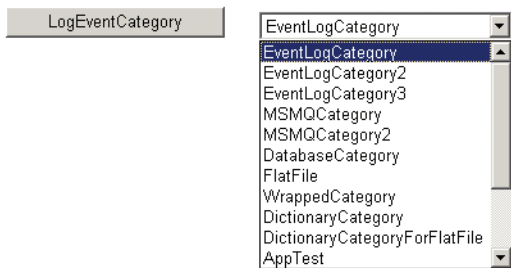 LogEventCategory
EventLogCategory
EventLogCategory
EventLogCategory2
EventLogCategory3
MSMQCategory
MSMQCategory2
DatabaseCategory
FlatFile
WrappedCategory
DictionaryCategory
DictionaryCategoryForFlatFile
AppTest